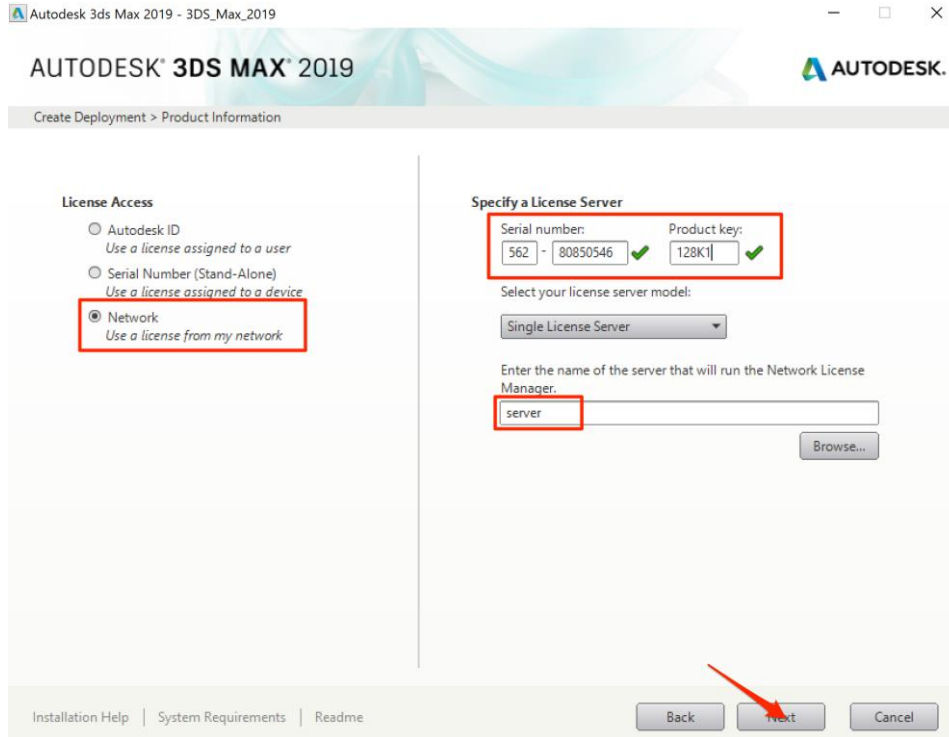 Autodesk 3ds Max 2019 - 3DS_Max_2019
AUTODESK® 3DS MAX® 2019
AUTODESK.
Create Deployment > Product Information
License Access
Autodesk ID
Use a license assigned to a user
Serial Number (Stand-Alone)
Use a license assigned to a device
Network
Use a license from my network
Specify a License Server
Serial number: Product key:
562 - 80850546 128K1
Select your license server model:
Single License Server
Enter the name of the server that will run the Network License
Manager.
server
Browse...
Installation Help | System Requirements | Readme
Back Next Cancel